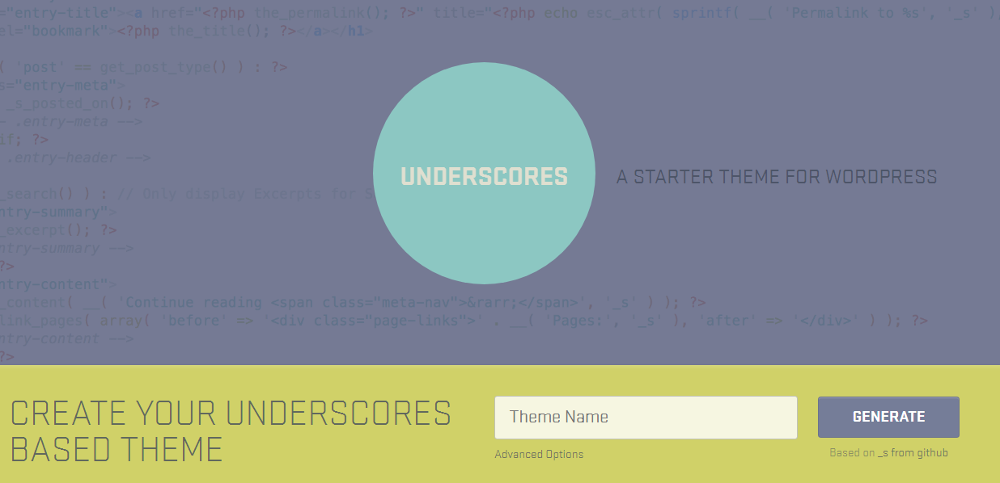 ="entry-title"><a href="<?php the_permalink(); ?>" title="<?php echo esc_attr( sprintf( __( 'Permalink to %s', '_s' ),
el="bookmark"><?php the_title(); ?></a></h1>
( 'post' == get_post_type() ) : ?>
s="entry-meta">
_s_posted_on(); ?>
- .entry-meta -->
if; ?>
.entry-header -->
UNDERSCORES
A STARTER THEME FOR WORDPRESS
_search() ) : // Only display Excerpts for S
ntry-summary">
_excerpt(); ?>
ntry-summary -->
?>
ntry-content">
_content( __( 'Continue reading <span class="meta-nav">&rarr;</span>', '_s' ) ); ?>
link_pages( array( 'before' => '<div class="page-links">' . __( 'Pages:', '_s' ), 'after' => '</div>' ) ); ?>
ntry-content -->
?>
CREATE YOUR UNDERSCORES
BASED THEME
Theme Name
GENERATE
Advanced Options
Based on _s from github